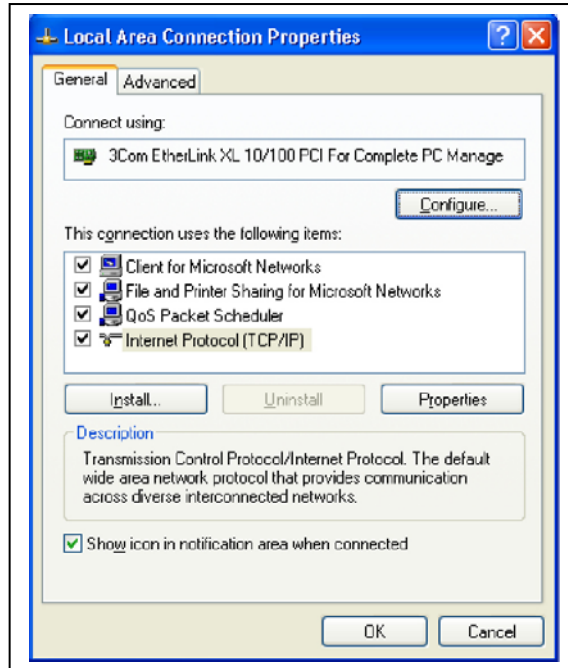 Local Area Connection Properties
General
Advanced
Connect using:
3Com EtherLink XL 10/100 PCI For Complete PC Manage
Configure...
This connection uses the following items:
Client for Microsoft Networks
File and Printer Sharing for Microsoft Networks
QoS Packet Scheduler
Internet Protocol (TCP/IP)
Install...
Uninstall
Properties
Description
Transmission Control Protocol/Internet Protocol. The default
wide area network protocol that provides communication
across diverse interconnected networks.
Show icon in notification area when connected
OK
Cancel